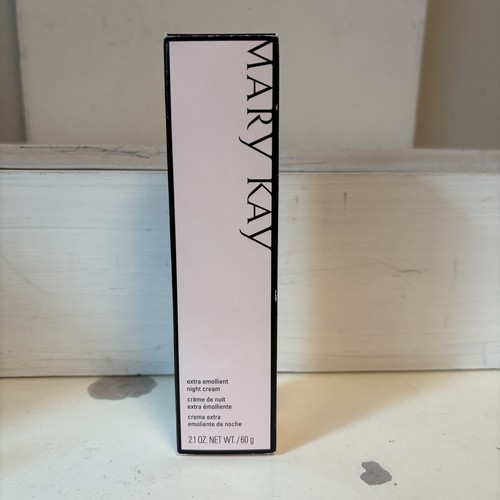 MARY KAY
extra emollient
night cream
crème de nuit
extra émolliente
crema extra
emoliente de noche
2.1 OZ. NET WT. / 60 g